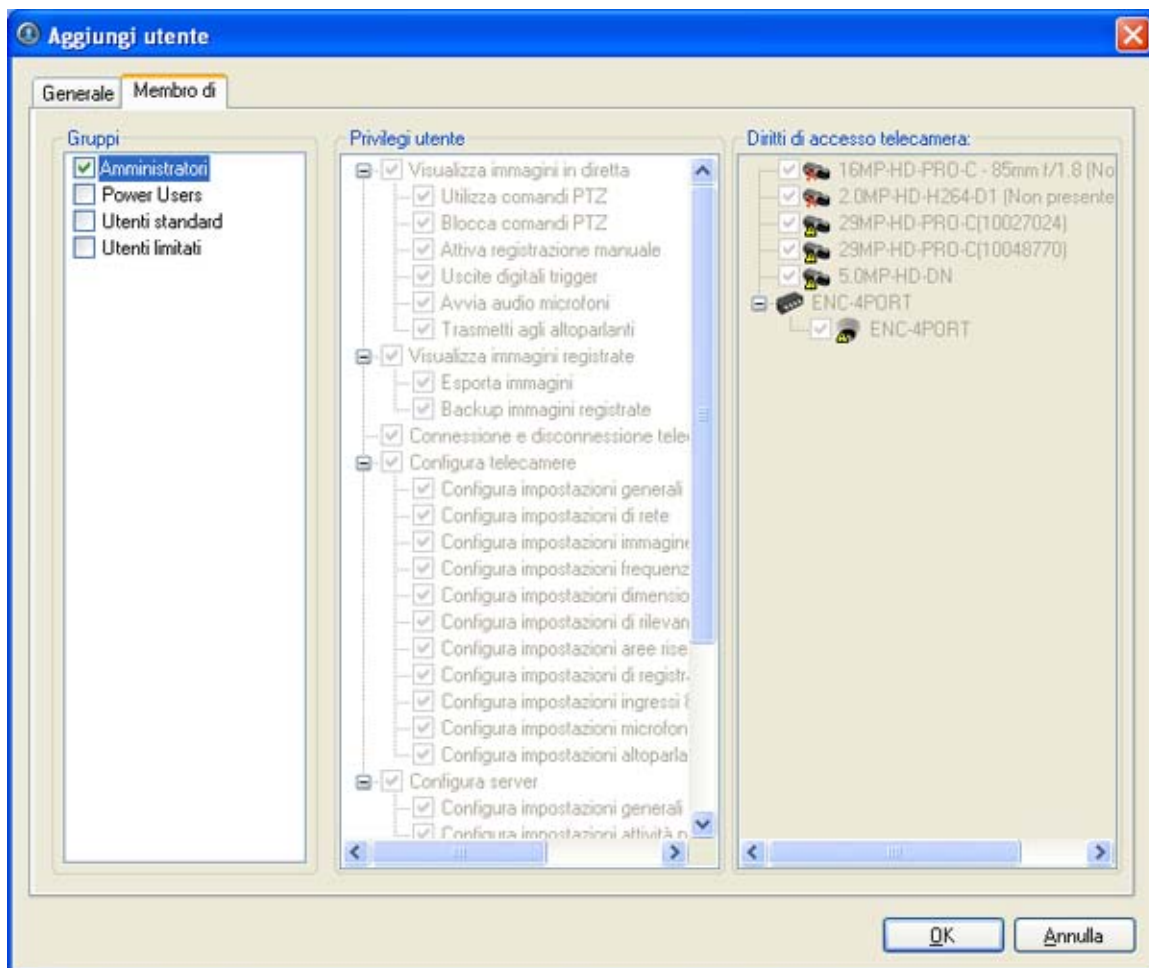 Aggiungi utente
Generale
Membro di
Gruppi
Amministratori
Power Users
Utenti standard
Utenti limitati
Privilegi utente
Visualizza immagini in diretta
Utilizza comandi PTZ
Blocca comandi PTZ
Attiva registrazione manuale
Uscite digitali trigger
Avvia audio microfoni
Trasmetti agli altoparlanti
Visualizza immagini registrate
Esporta immagini
Backup immagini registrate
Connessione e disconnessione tele
Configura telecamere
Configura impostazioni generali
Configura impostazioni di rete
Configura impostazioni immagine
Configura impostazioni frequenz
Configura impostazioni dimensio
Configura impostazioni di rilevan
Configura impostazioni aree rise
Configura impostazioni di registr
Configura impostazioni ingressi
Configura impostazioni microfon
Configura impostazioni altoparla
Configura server
Configura impostazioni generali
Configura impostazioni attività p
Diritti di accesso telecamera:
16MP-HD-PRO-C - 85mm f/1.8 (No
2.0MP-HD-H264-D1 (Non presente
29MP-HD-PRO-C(10027024)
29MP-HD-PRO-C(10048770)
5.0MP-HD-DN
ENC-4PORT
ENC-4PORT
OK
Annulla